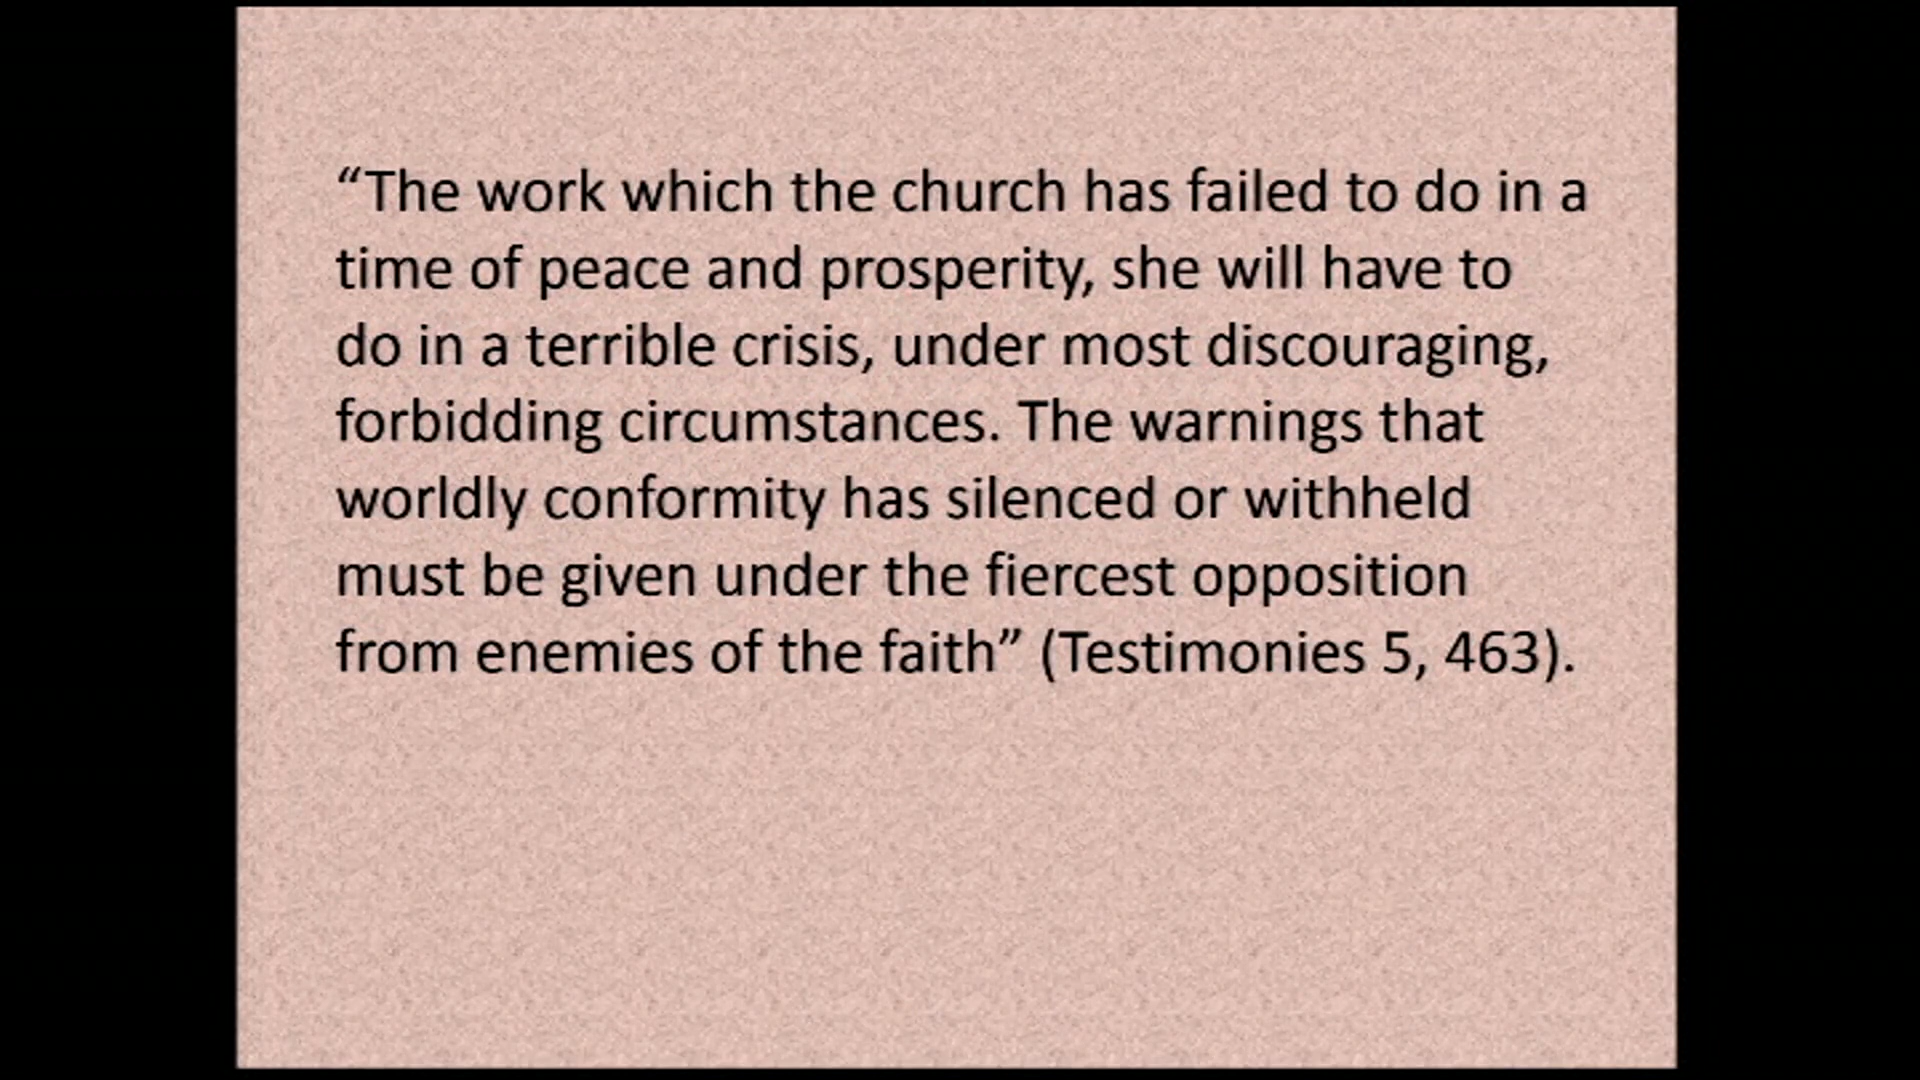 “The work which the church has failed to do in a
time of peace and prosperity, she will have to
do in a terrible crisis, under most discouraging,
forbidding circumstances. The warnings that
worldly conformity has silenced or withheld
must be given under the fiercest opposition
from enemies of the faith” (Testimonies 5, 463).